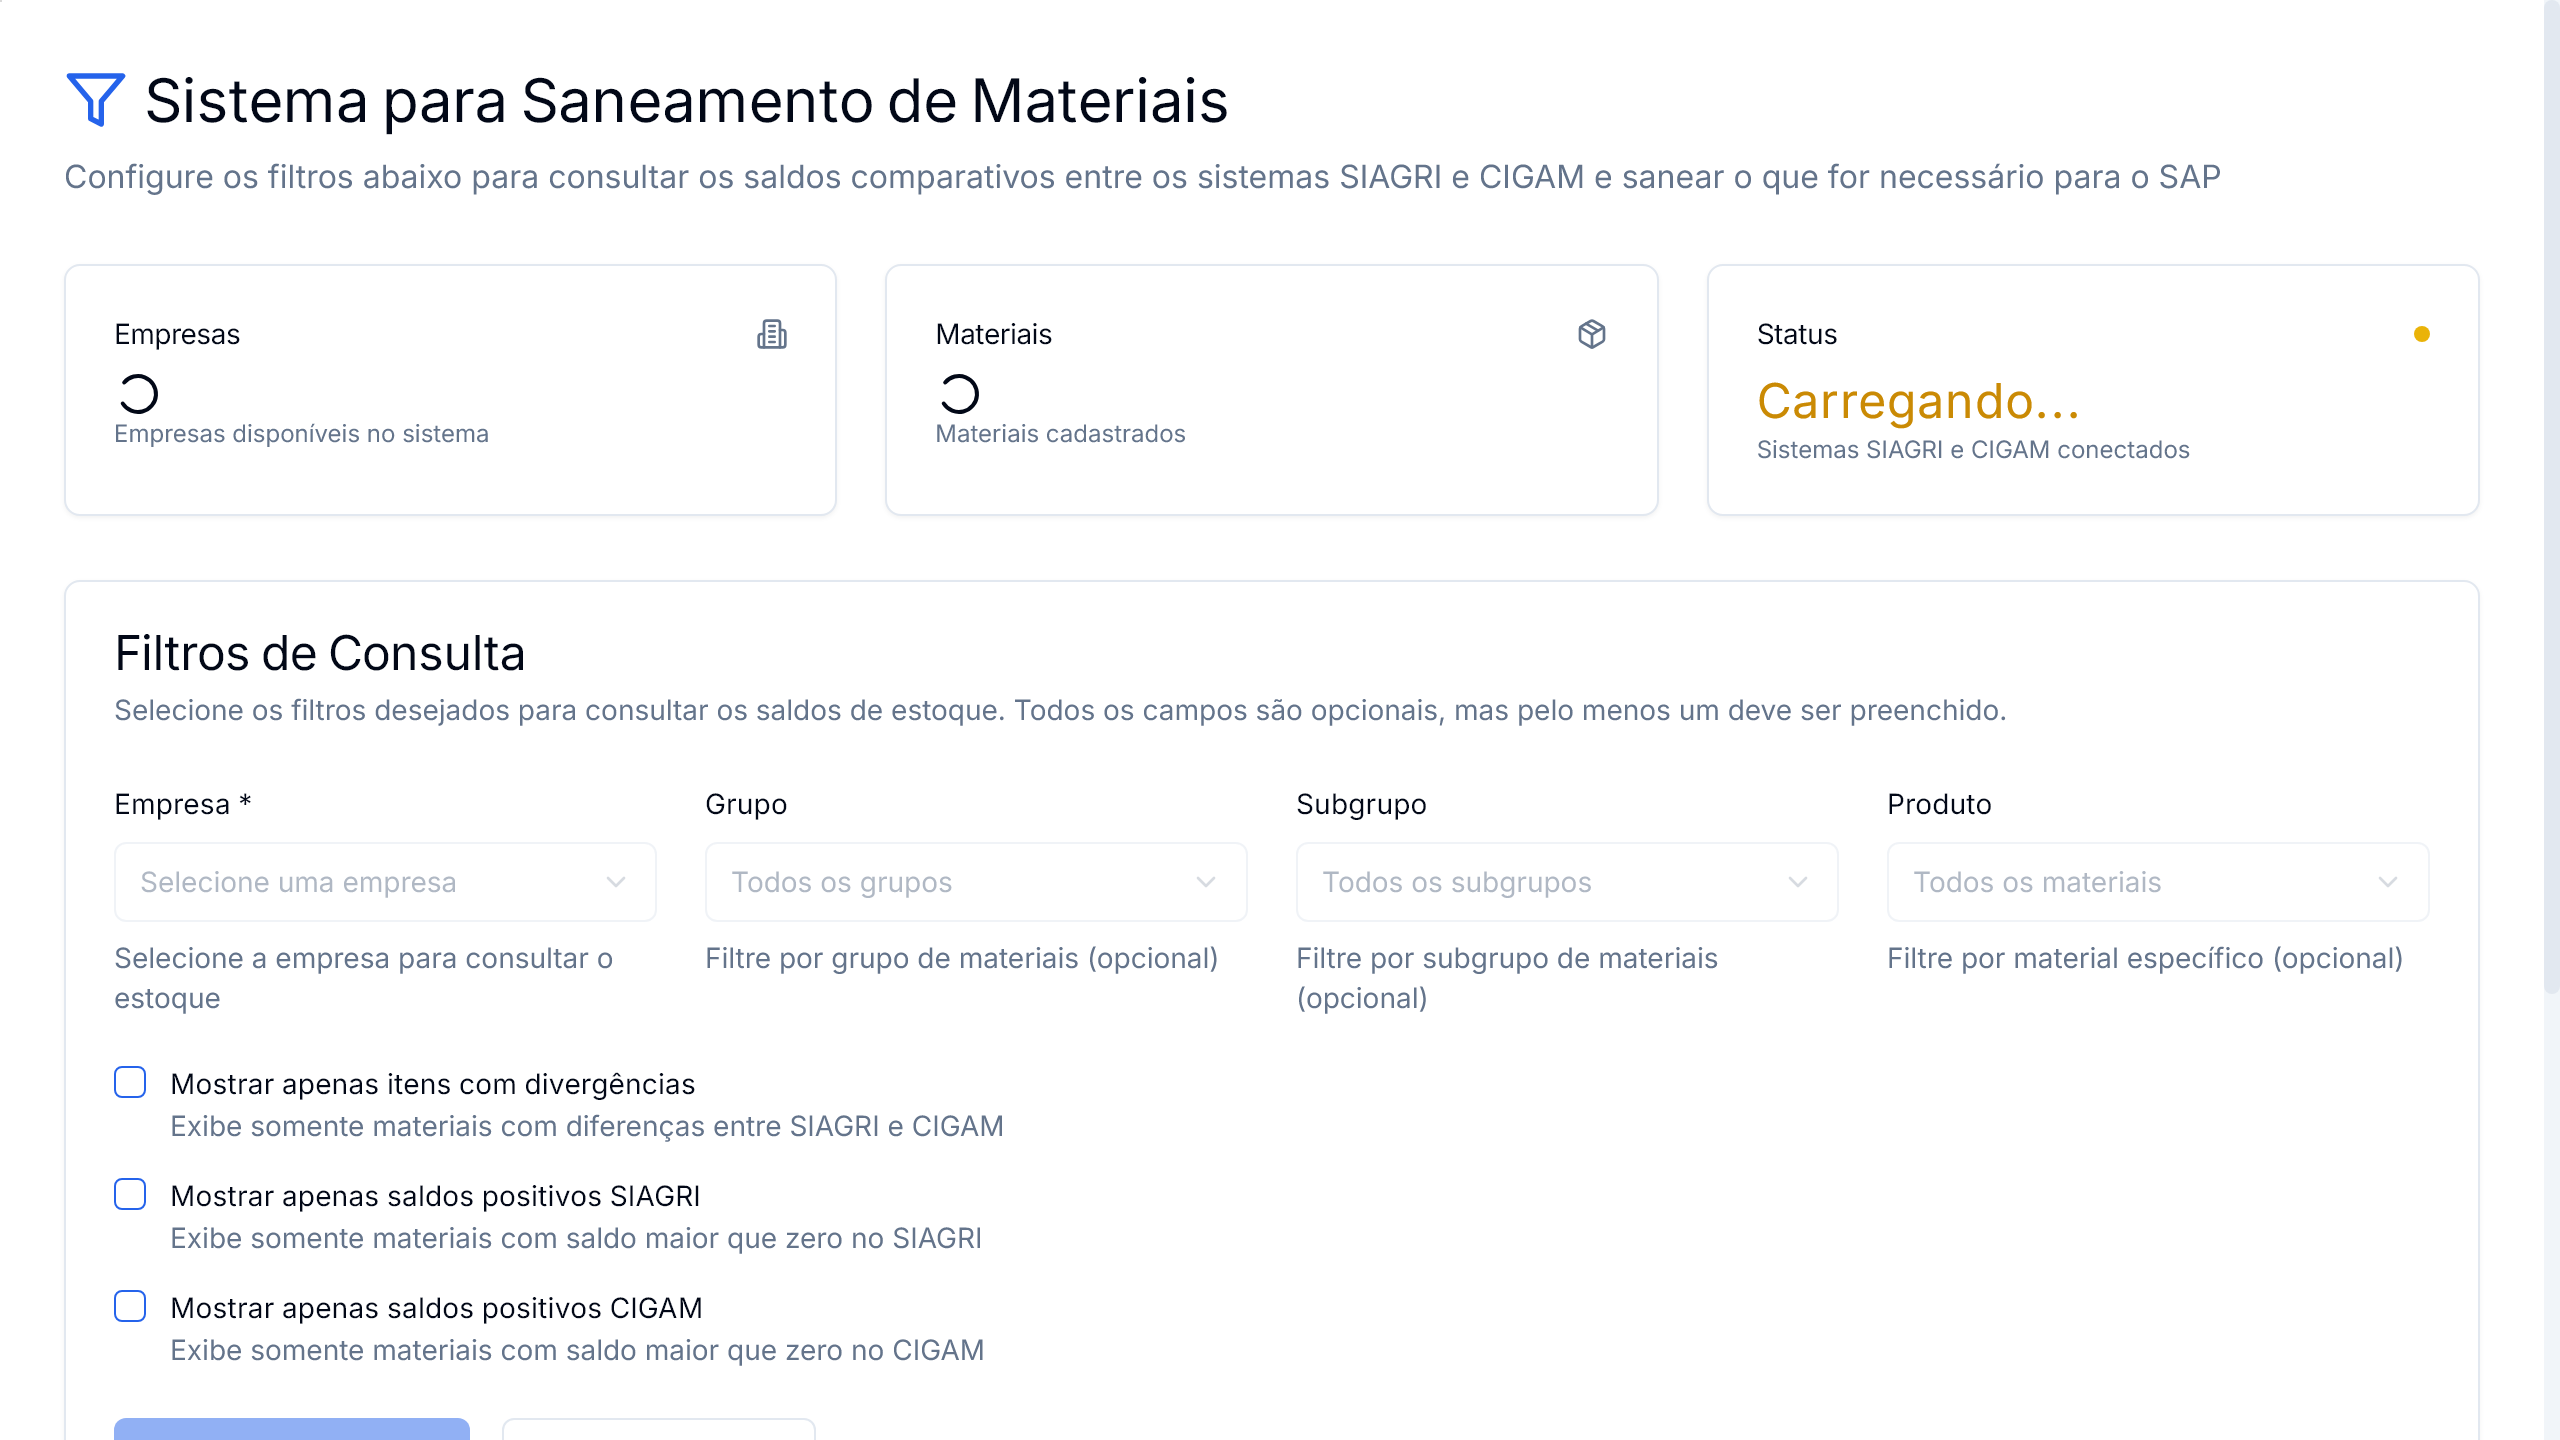 Sistema para Saneamento de Materiais
Configure os filtros abaixo para consultar os saldos comparativos entre os sistemas SIAGRI e CIGAM e sanear o que for necessário para o SAP
Empresas
Empresas disponíveis no sistema
Materiais
Materiais cadastrados
Status
Carregando...
Sistemas SIAGRI e CIGAM conectados
Filtros de Consulta
Selecione os filtros desejados para consultar os saldos de estoque. Todos os campos são opcionais, mas pelo menos um deve ser preenchido.
Empresa *
Selecione uma empresa
Selecione a empresa para consultar o
estoque
Grupo
Todos os grupos
Filtre por grupo de materiais (opcional)
Subgrupo
Todos os subgrupos
Filtre por subgrupo de materiais
(opcional)
Produto
Todos os materiais
Filtre por material específico (opcional)
Mostrar apenas itens com divergências
Exibe somente materiais com diferenças entre SIAGRI e CIGAM
Mostrar apenas saldos positivos SIAGRI
Exibe somente materiais com saldo maior que zero no SIAGRI
Mostrar apenas saldos positivos CIGAM
Exibe somente materiais com saldo maior que zero no CIGAM